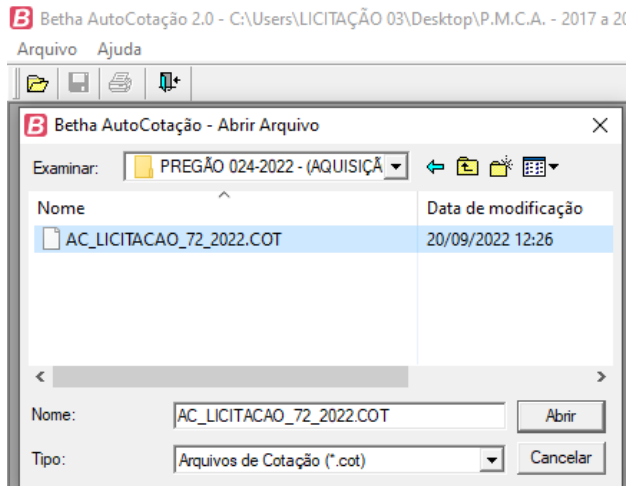 Betha AutoCotação 2.0 - C:\Users\LICITAÇÃO 03\Desktop\P.M.C.A. - 2017 a 20
Arquivo Ajuda
Betha AutoCotação - Abrir Arquivo
Examinar: PREGÃO 024-2022 - (AQUISIÇÃ
Nome Data de modificação
AC_LICITACAO_72_2022.COT 20/09/2022 12:26
Nome: AC_LICITACAO_72_2022.COT Abrir
Tipo: Arquivos de Cotação (*.cot) Cancelar